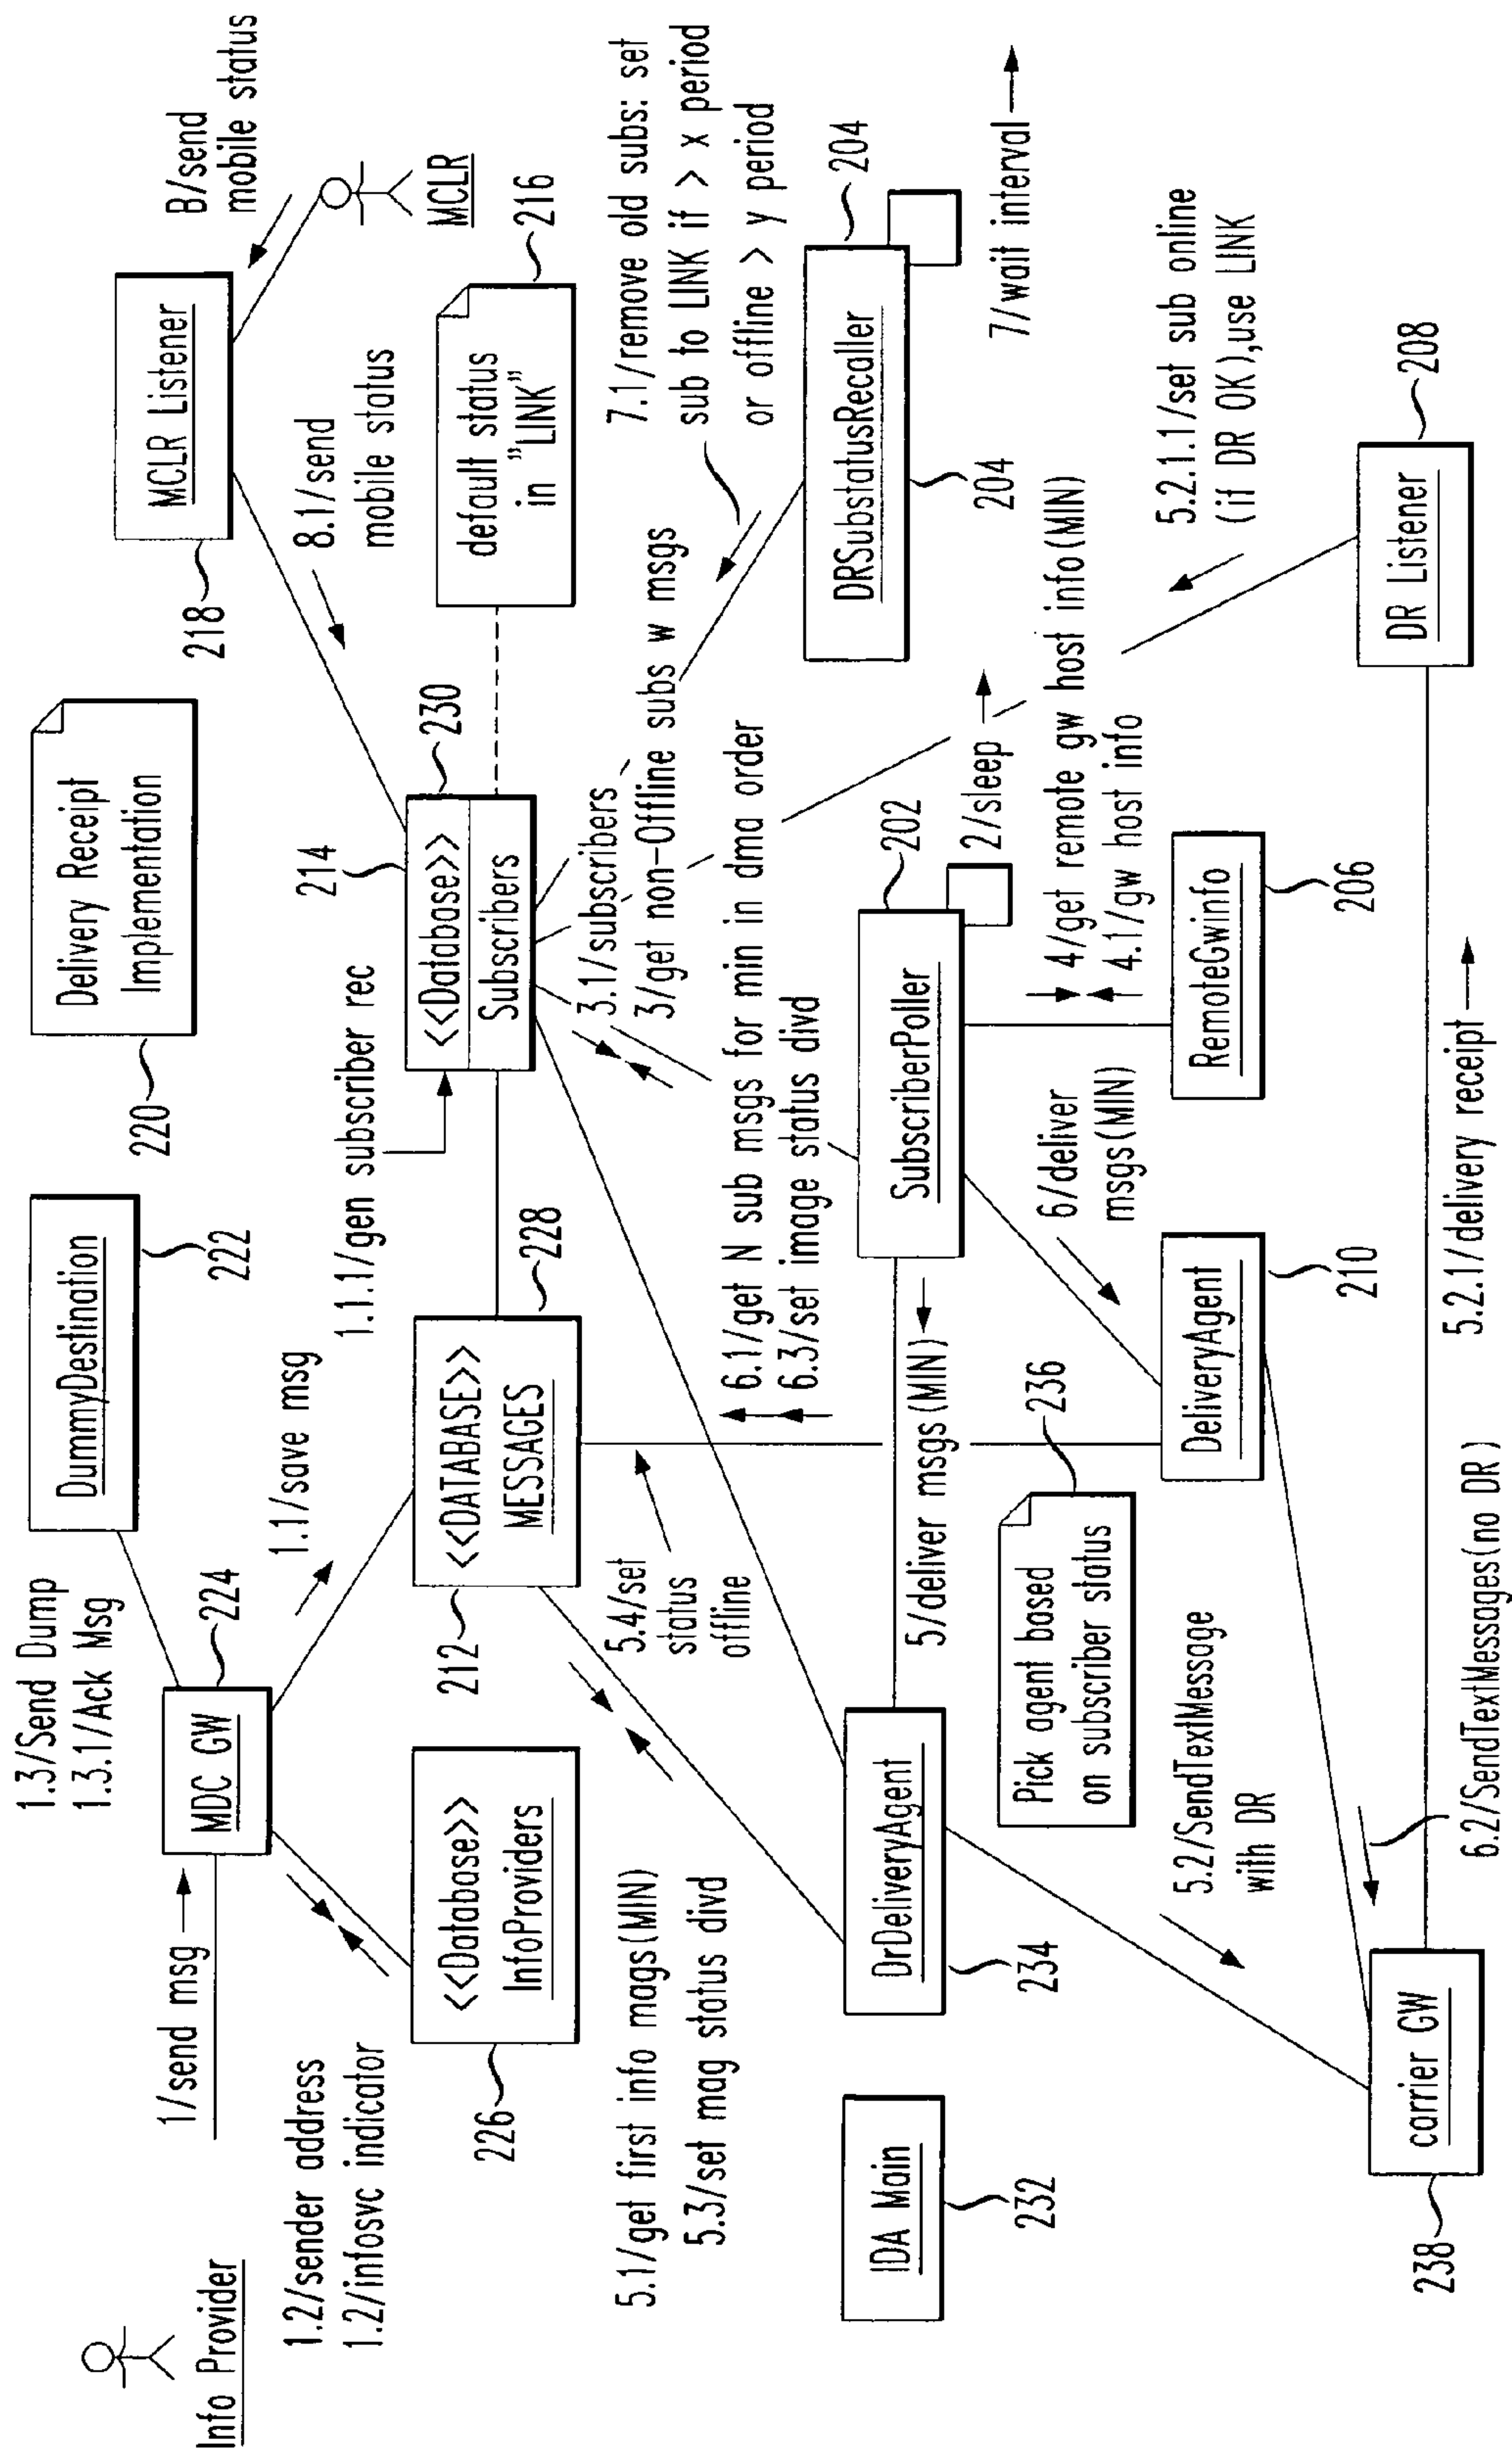 Info Provider
1/send msg
1.3/Send Dump
1.3.1/Ack Msg
MDC GW
224
DummyDestination
222
220
Delivery Receipt
Implementation
218
MCLR Listener
B/send
mobile status
MCLR
1.2/sender address
1.2/infosvc indicator
1.1/save msg
1.1.1/gen subscriber rec
214
8.1/send
mobile status
226
<<Database>>
InfoProviders
212
<<DATABASE>>
MESSAGES
228
<<Database>>
Subscribers
230
default status
in "LINK"
216
5.1/get first info mags(MIN)
5.3/set mag status divd
5.4/set
status
offline
3.1/subscribers
3/get non-Offline subs w msgs
6.1/get N sub msgs for min in dma order
6.3/set image status divd
7.1/remove old subs: set
sub to LINK if > x period
or offline > y period
232
IDA Main
234
DrDeliveryAgent
5/deliver msgs(MIN)
SubscriberPoller
202
2/sleep
DRSubstatusRecaller
204
204
7/wait interval
Pick agent based
on subscriber status
236
6/deliver
msgs(MIN)
4/get remote gw host info(MIN)
4.1/gw host info
5.2/SendTextMessage
with DR
DeliveryAgent
210
RemoteGwinfo
206
5.2.1.1/set sub online
(if DR OK),use LINK
238
carrier GW
6.2/SendTextMessages(no DR)
5.2.1/delivery receipt
DR Listener
208